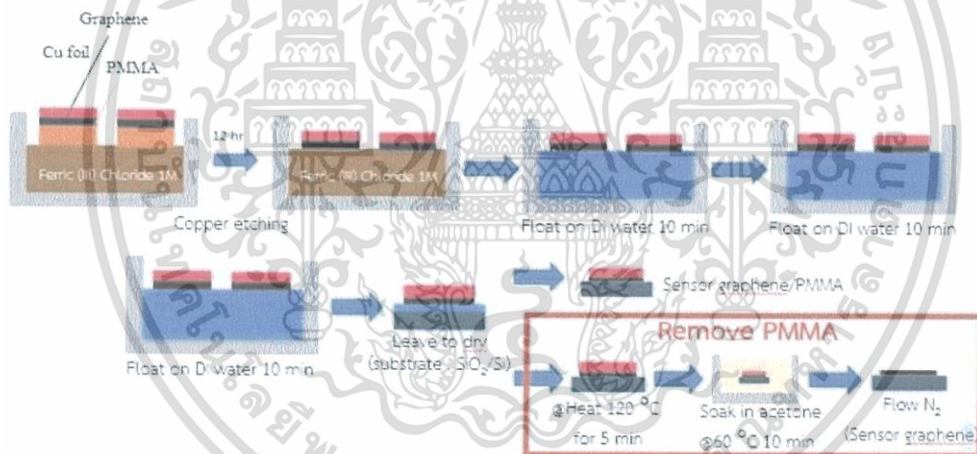 Graphene
Cu foil
PMMA
12 hr
Ferric (III) Chloride 1M
Ferric (III) Chloride 1M
Copper etching
Float on DI water 10 min
Float on DI water 10 min
Sensor graphene/PMMA
Float on DI water 10 min
Leave to dry
(substrate, SiO₂/Si)
Remove PMMA
@Heat 120 °C
for 5 min
Soak in acetone
@60 °C 10 min
Flow N₂
(Sensor graphene)